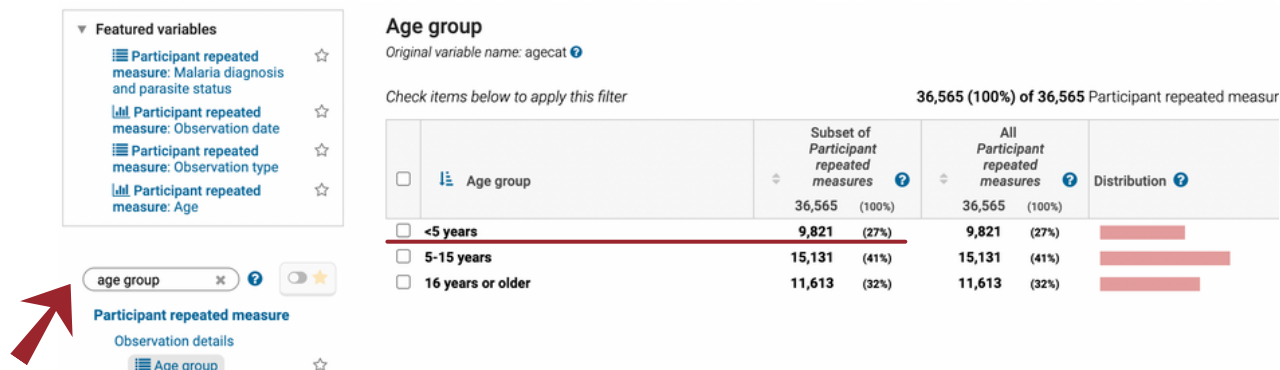 Featured variables
Participant repeated
measure: Malaria diagnosis
and parasite status
Participant repeated
measure: Observation date
Participant repeated
measure: Observation type
Participant repeated
measure: Age
age group
Participant repeated measure
Observation details
Age group
Age group
Original variable name: agecat
Check items below to apply this filter
36,565 (100%) of 36,565 Participant repeated measur
Age group
Subset of
Participant
repeated
measures
36,565 (100%)
All
Participant
repeated
measures
36,565 (100%)
Distribution
<5 years 9,821 (27%) 9,821 (27%)
5-15 years 15,131 (41%) 15,131 (41%)
16 years or older 11,613 (32%) 11,613 (32%)